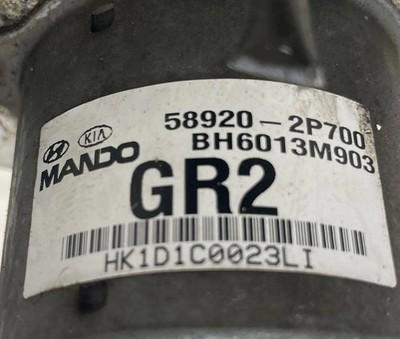 58920-2P700
KIA
BH6013M903
MANDO
GR2
HK1D1C0023LI